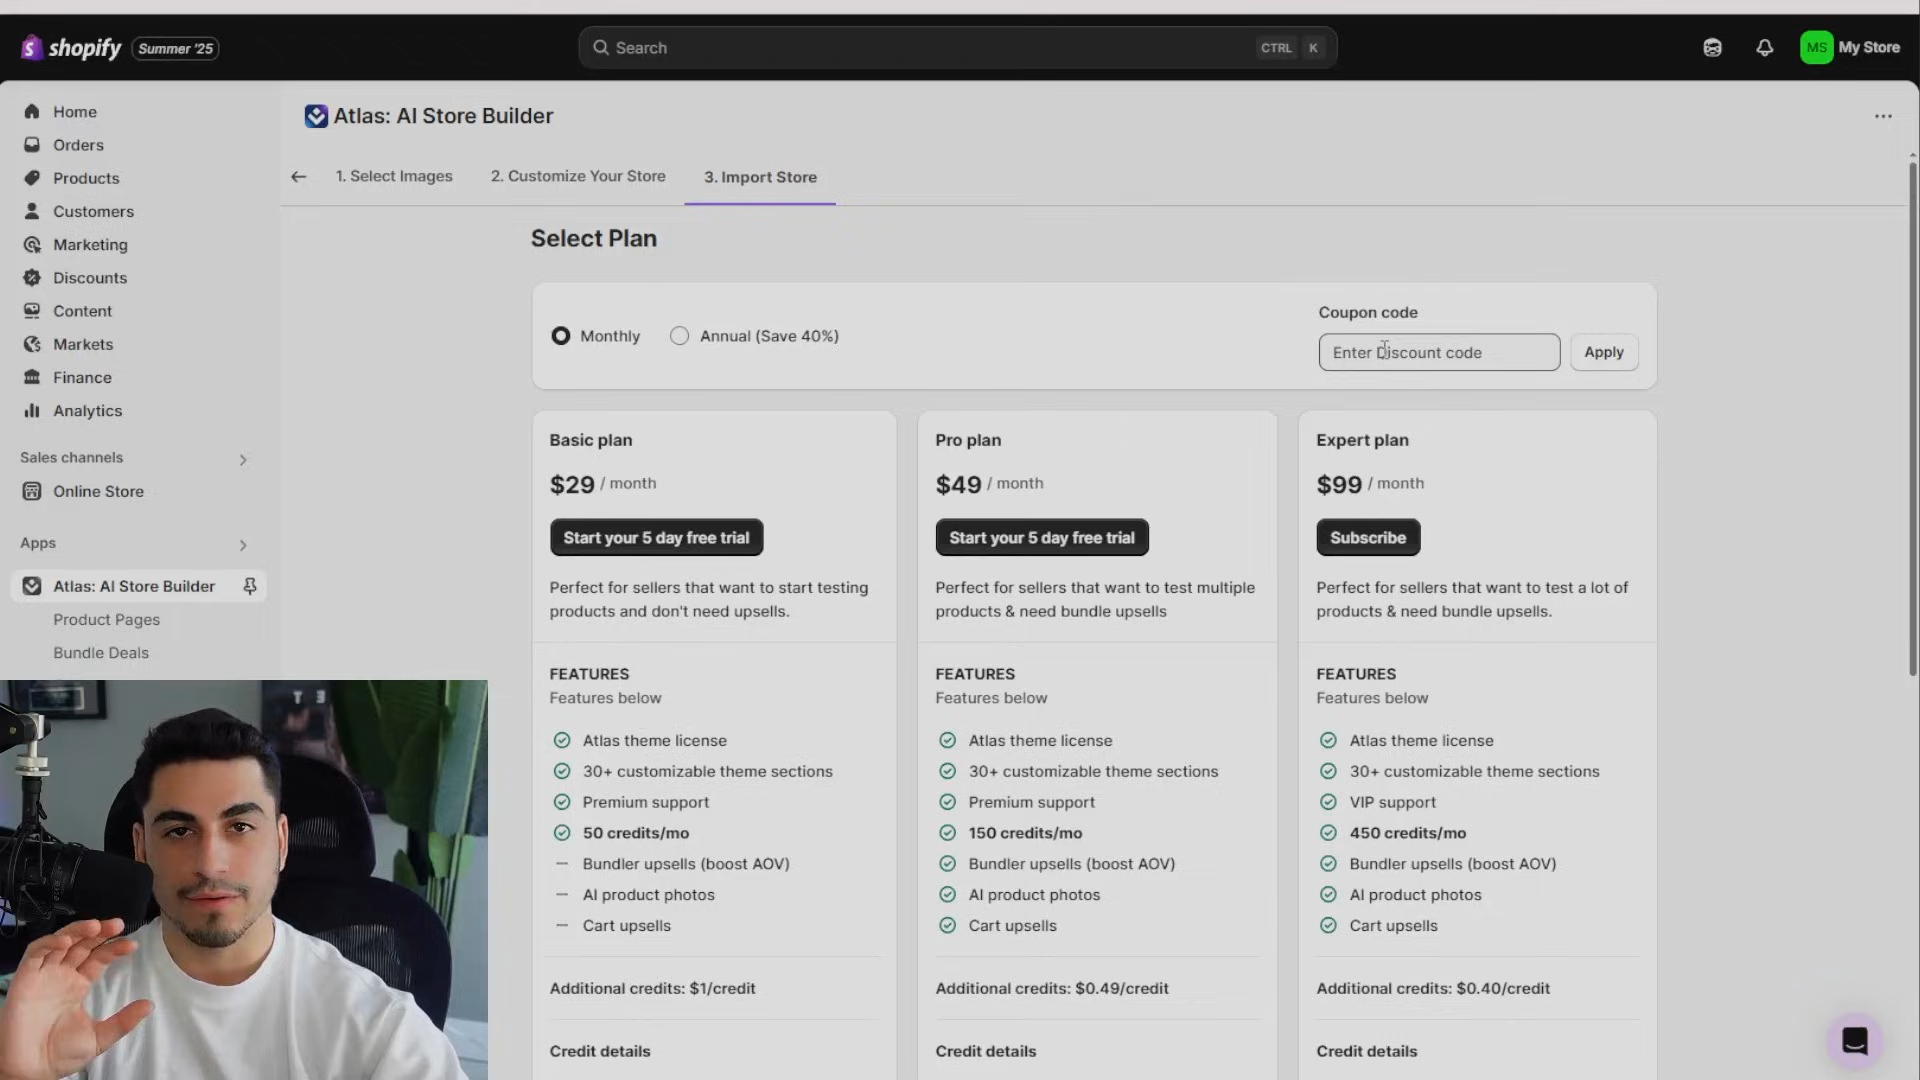 shopify Summer '25
Search CTRL K
MS My Store
Home
Orders
Products
Customers
Marketing
Discounts
Content
Markets
Finance
Analytics
Sales channels
Online Store
Apps
Atlas: AI Store Builder
Product Pages
Bundle Deals
Atlas: AI Store Builder
1. Select Images 2. Customize Your Store 3. Import Store
Select Plan
Monthly Annual (Save 40%)
Coupon code
Enter Discount code Apply
Basic plan
$29 / month
Start your 5 day free trial
Perfect for sellers that want to start testing
products and don't need upsells.
FEATURES
Features below
Atlas theme license
30+ customizable theme sections
Premium support
50 credits/mo
Bundler upsells (boost AOV)
AI product photos
Cart upsells
Additional credits: $1/credit
Credit details
Pro plan
$49 / month
Start your 5 day free trial
Perfect for sellers that want to test multiple
products & need bundle upsells
FEATURES
Features below
Atlas theme license
30+ customizable theme sections
Premium support
150 credits/mo
Bundler upsells (boost AOV)
AI product photos
Cart upsells
Additional credits: $0.49/credit
Credit details
Expert plan
$99 / month
Subscribe
Perfect for sellers that want to test a lot of
products & need bundle upsells.
FEATURES
Features below
Atlas theme license
30+ customizable theme sections
VIP support
450 credits/mo
Bundler upsells (boost AOV)
AI product photos
Cart upsells
Additional credits: $0.40/credit
Credit details